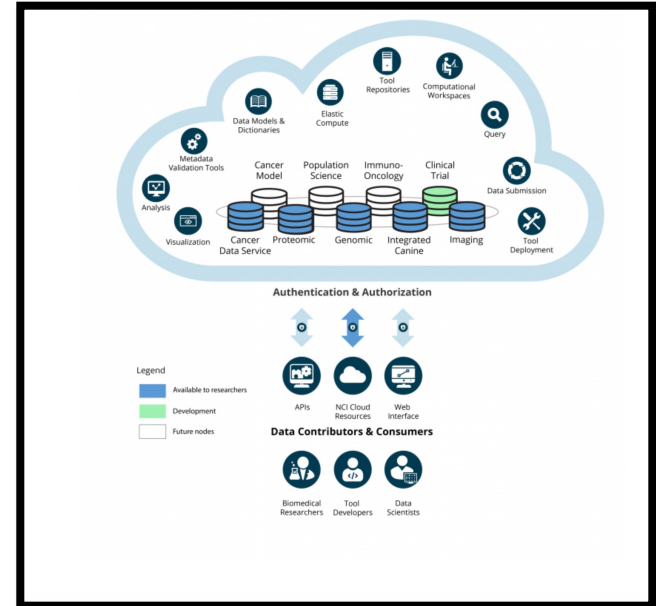 Tool
Repositories
Computational
Workspaces
Elastic
Compute
Data Models &
Dictionaries
Query
Metadata
Validation Tools
Cancer
Model
Population
Science
Immuno-
Oncology
Clinical
Trial
Data Submission
Analysis
Visualization
Cancer
Data Service
Proteomic
Genomic
Integrated
Canine
Imaging
Tool
Deployment
Authentication & Authorization
Legend
Available to researchers
Development
Future nodes
APIs
NCI Cloud
Resources
Web
Interface
Data Contributors & Consumers
Biomedical
Researchers
Tool
Developers
Data
Scientists